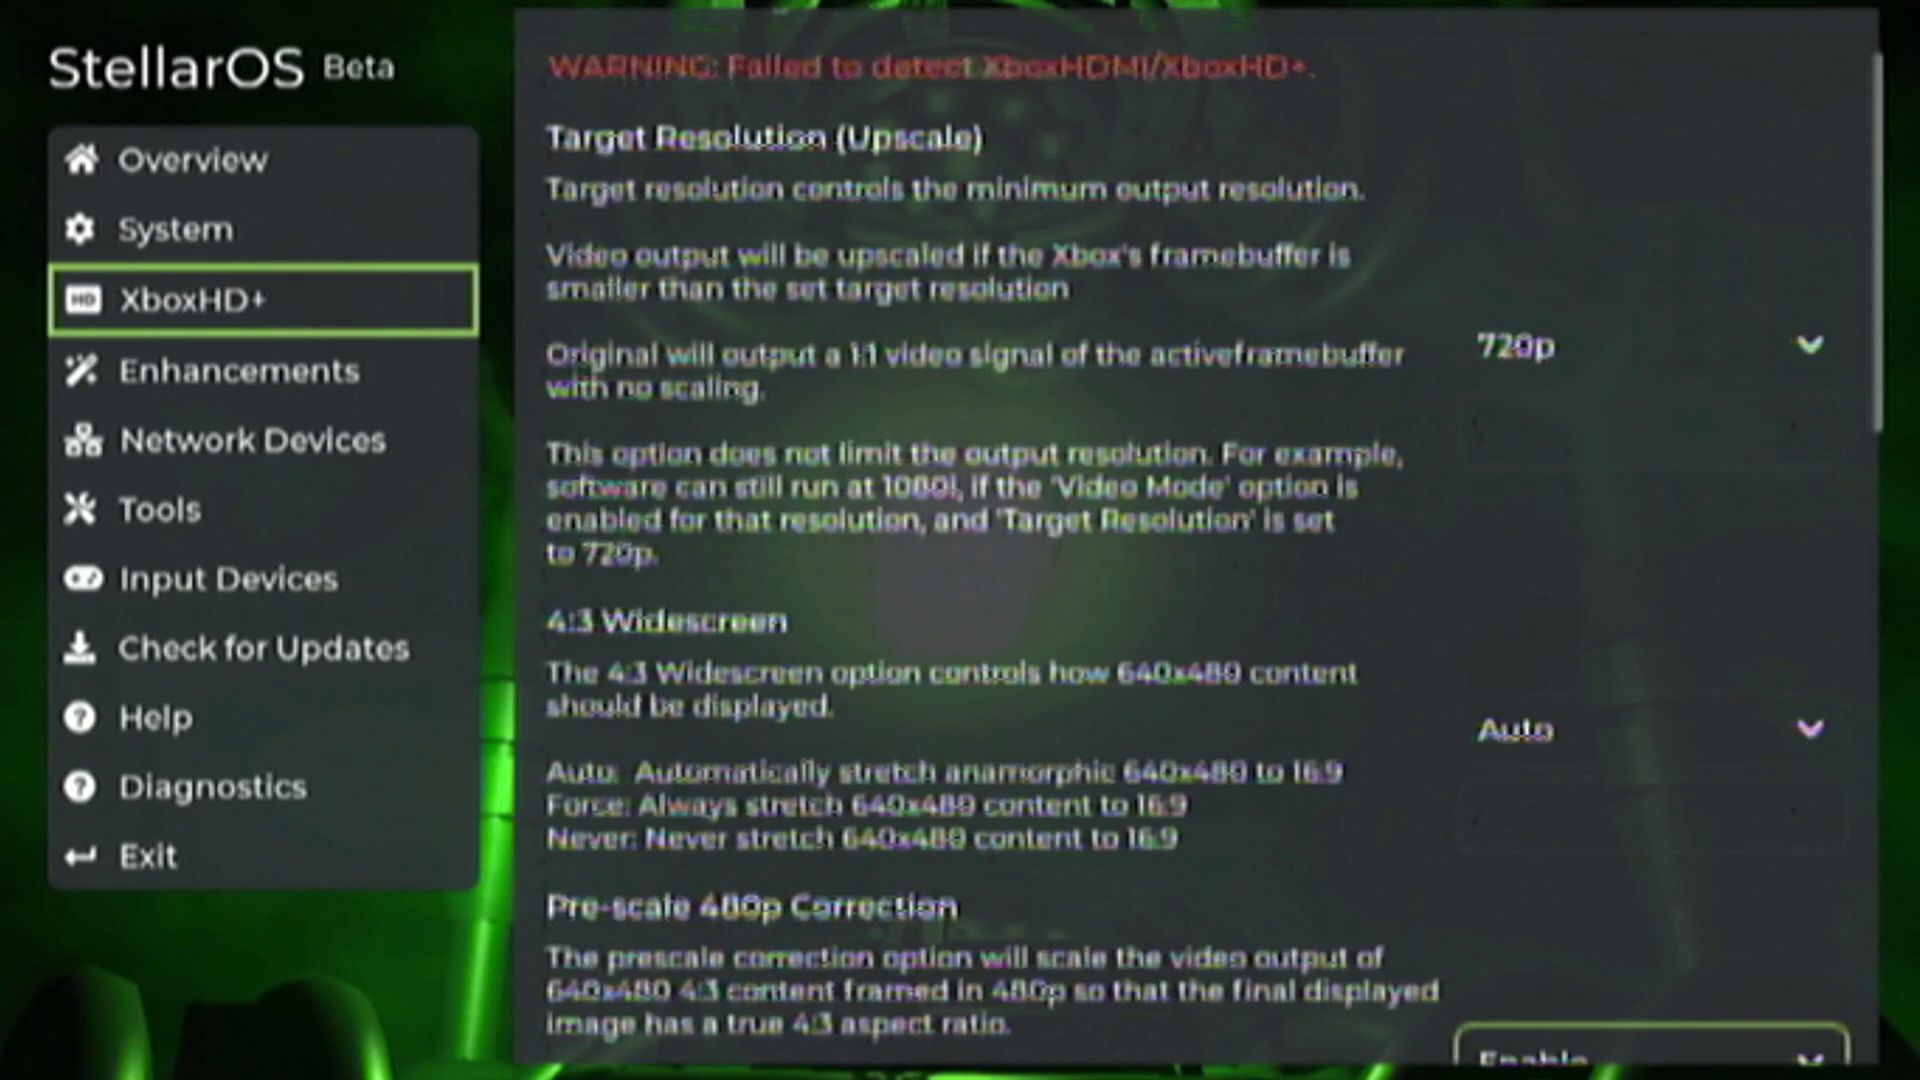 StellarOS Beta
Overview
System
HD XboxHD+
Enhancements
Network Devices
Tools
Input Devices
Check for Updates
Help
Diagnostics
Exit
WARNING: Failed to detect XboxHDMI/XboxHD+.
Target Resolution (Upscale)
Target resolution controls the minimum output resolution.
Video output will be upscaled if the Xbox's framebuffer is
smaller than the set target resolution
Original will output a 1:1 video signal of the activeframebuffer
with no scaling.
720p
This option does not limit the output resolution. For example,
software can still run at 1080i, if the 'Video Mode' option is
enabled for that resolution, and 'Target Resolution' is set
to 720p.
4:3 Widescreen
The 4:3 Widescreen option controls how 640x480 content
should be displayed.
Auto
Auto: Automatically stretch anamorphic 640x480 to 16:9
Force: Always stretch 640x480 content to 16:9
Never: Never stretch 640x480 content to 16:9
Pre-scale 480p Correction
The prescale correction option will scale the video output of
640x480 4:3 content framed in 480p so that the final displayed
image has a true 4:3 aspect ratio.
Enable